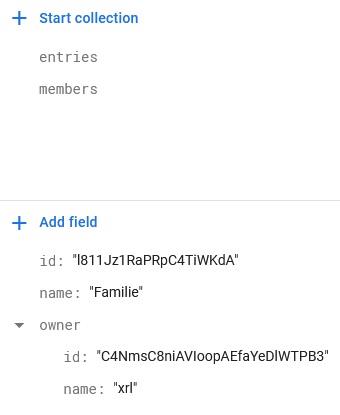 Start collection
entries
members
Add field
id: "l811Jz1RaPRpC4TiWKdA"
name: "Familie"
owner
id: "C4NmsC8niAVIoopAEfaYeDlWTPB3"
name: "xrl"